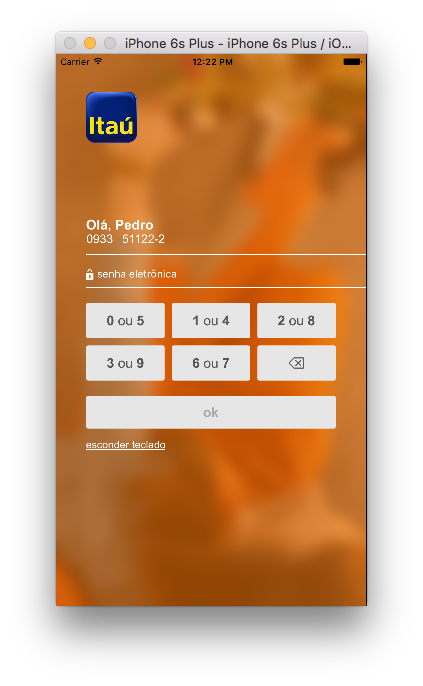 iPhone 6s Plus - iPhone 6s Plus / iO...
Carrier 12:22 PM
Itaú
Olá, Pedro
0933 51122-2
senha eletrônica
0 ou 5 1 ou 4 2 ou 8
3 ou 9 6 ou 7
ok
esconder teclado